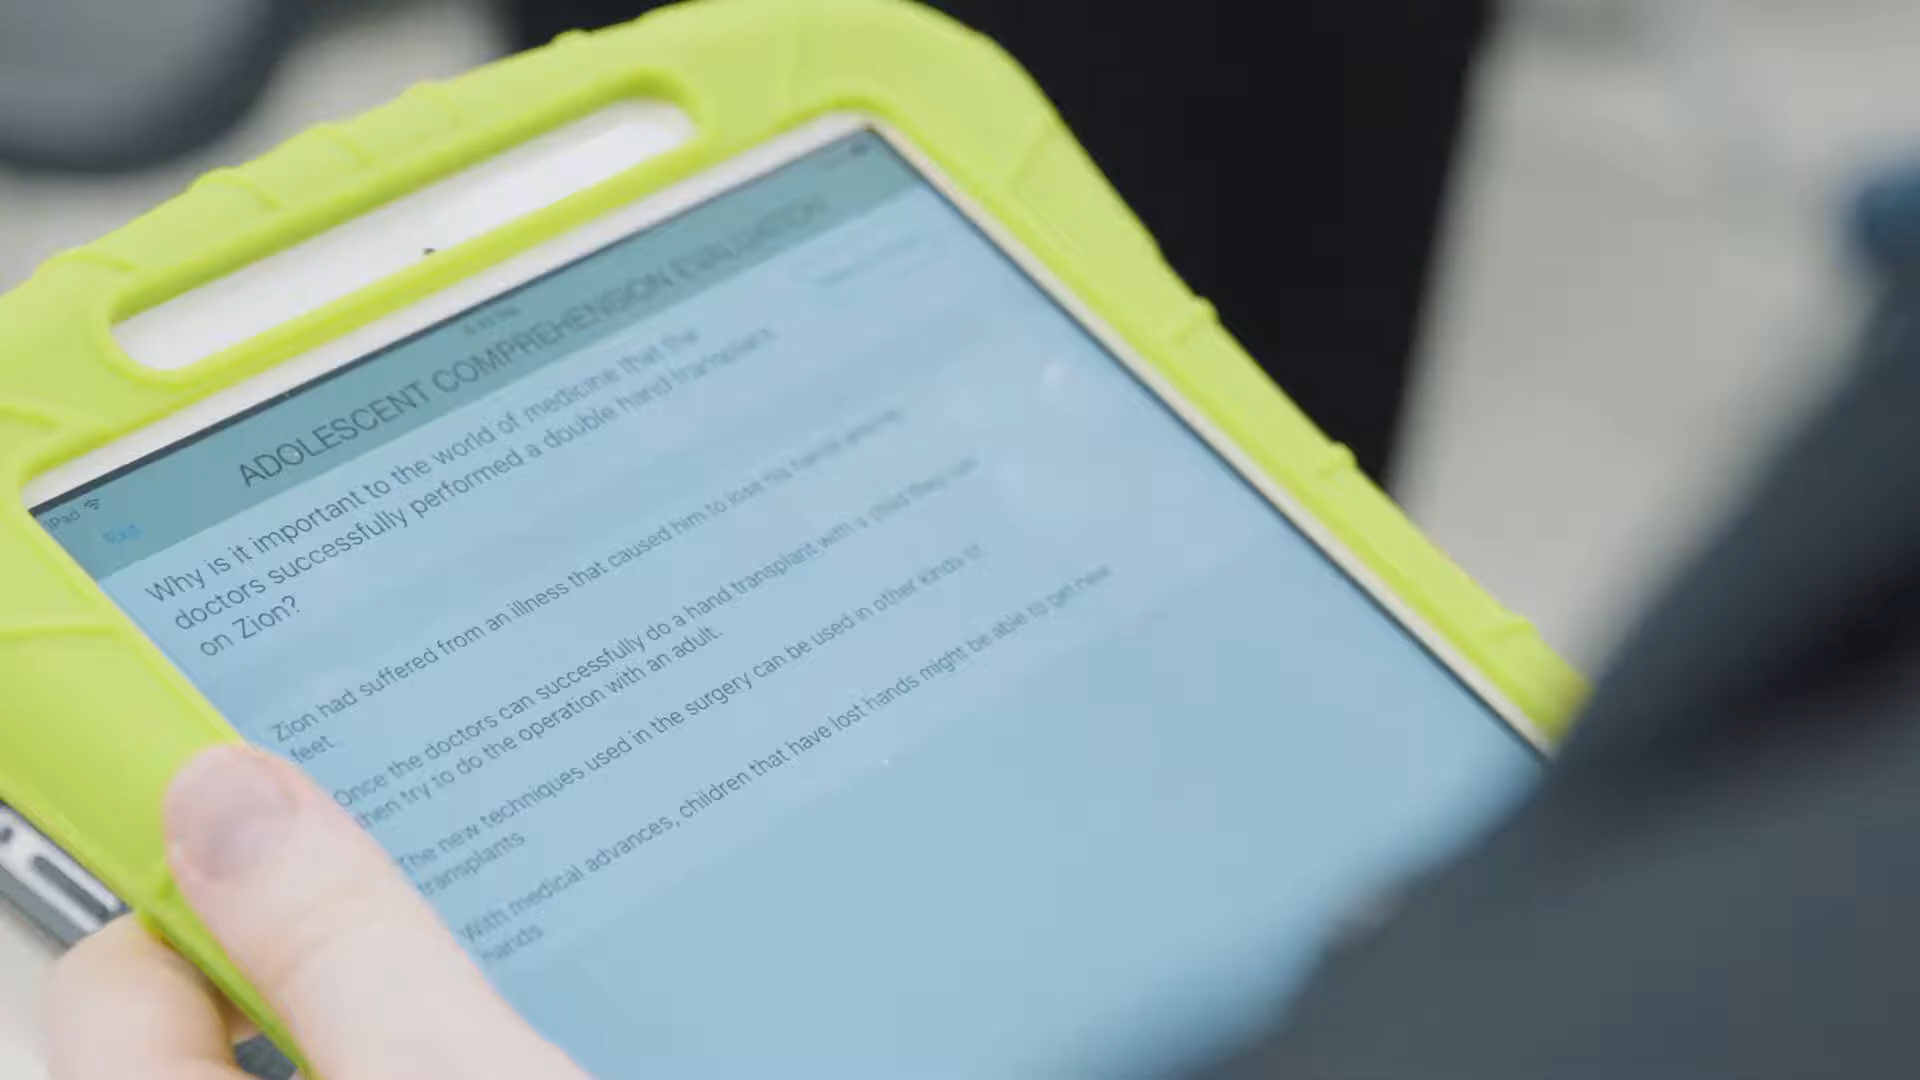 iPad
Exit
ADOLESCENT COMPREHENSION EVALUATION
Why is it important to the world of medicine that the
doctors successfully performed a double hand transplant
on Zion?
Zion had suffered from an illness that caused him to lose his hands and his
feet.
Once the doctors can successfully do a hand transplant with a child they can
then try to do the operation with an adult.
The new techniques used in the surgery can be used in other kinds of
transplants
With medical advances, children that have lost hands might be able to get new
hands.